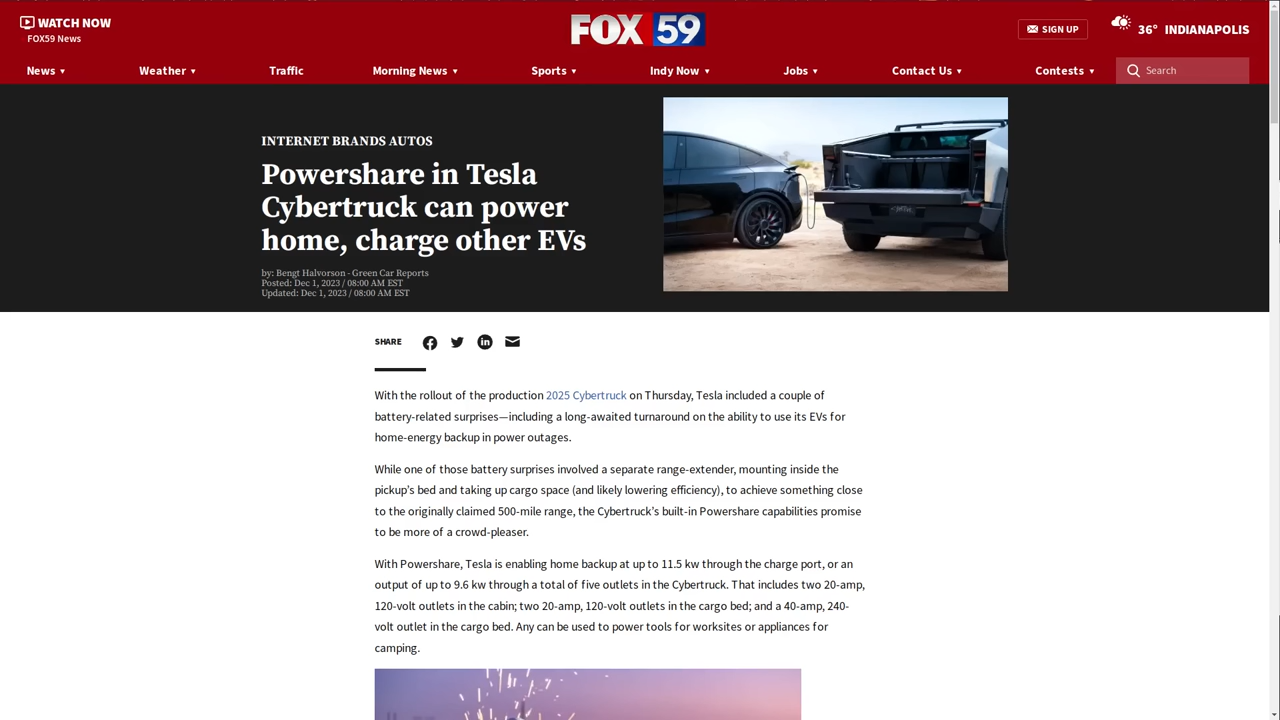 WATCH NOW
FOX59 News
FOX 59
SIGN UP
36° INDIANAPOLIS
News ▾
Weather ▾
Traffic
Morning News ▾
Sports ▾
Indy Now ▾
Jobs ▾
Contact Us ▾
Contests ▾
Search
INTERNET BRANDS AUTOS
Powershare in Tesla
Cybertruck can power
home, charge other EVs
by: Bengt Halvorson - Green Car Reports
Posted: Dec 1, 2023 / 08:00 AM EST
Updated: Dec 1, 2023 / 08:00 AM EST
SHARE
With the rollout of the production 2025 Cybertruck on Thursday, Tesla included a couple of
battery-related surprises—including a long-awaited turnaround on the ability to use its EVs for
home-energy backup in power outages.
While one of those battery surprises involved a separate range-extender, mounting inside the
pickup's bed and taking up cargo space (and likely lowering efficiency), to achieve something close
to the originally claimed 500-mile range, the Cybertruck's built-in Powershare capabilities promise
to be more of a crowd-pleaser.
With Powershare, Tesla is enabling home backup at up to 11.5 kw through the charge port, or an
output of up to 9.6 kw through a total of five outlets in the Cybertruck. That includes two 20-amp,
120-volt outlets in the cabin; two 20-amp, 120-volt outlets in the cargo bed; and a 40-amp, 240-
volt outlet in the cargo bed. Any can be used to power tools for worksites or appliances for
camping.